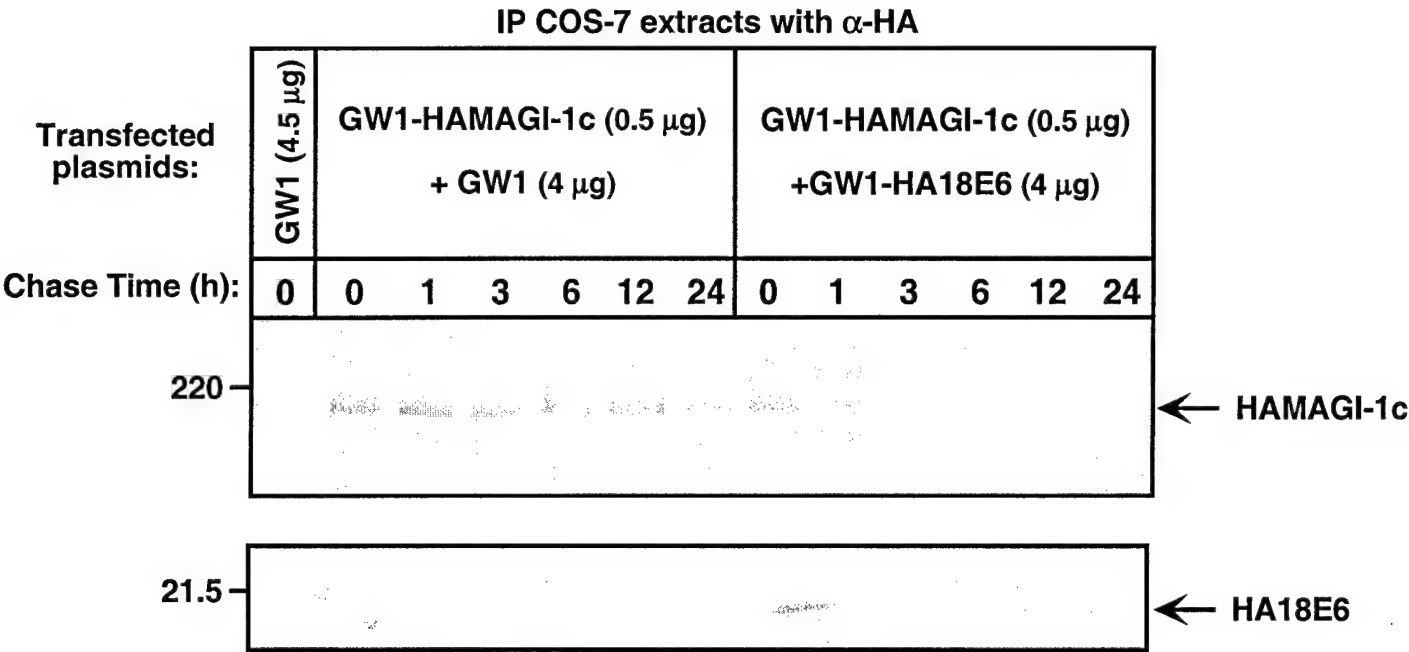 IP COS-7 extracts with α-HA
Transfected
plasmids:
GW1 (4.5 μg)
GW1-HAMAGI-1c (0.5 μg)
+ GW1 (4 μg)
GW1-HAMAGI-1c (0.5 μg)
+GW1-HA18E6 (4 μg)
Chase Time (h): 0 0 1 3 6 12 24 0 1 3 6 12 24
220
HAMAGI-1c
21.5
HA18E6